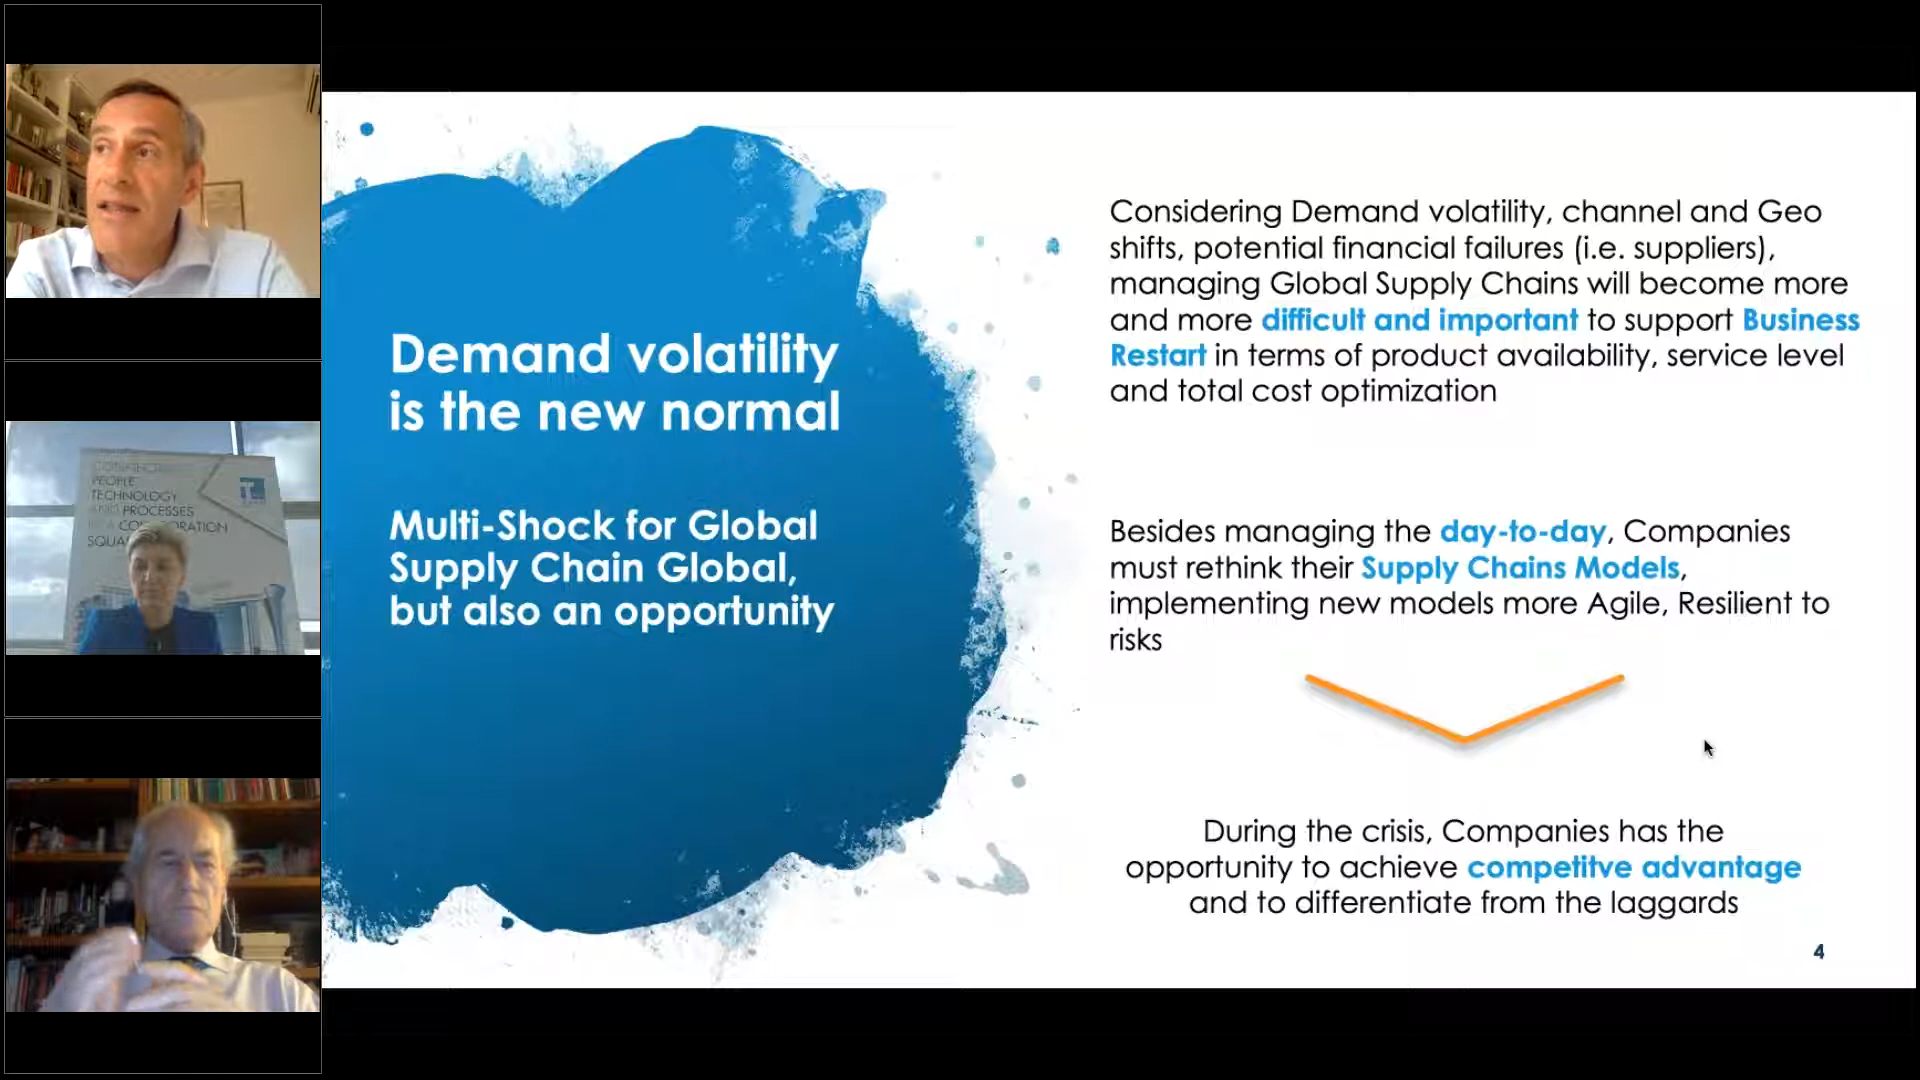 PEOPLE
TECHNOLOGY
AND PROCESSES
SQUA
Demand volatility
is the new normal
Multi-Shock for Global
Supply Chain Global,
but also an opportunity
Considering Demand volatility, channel and Geo
shifts, potential financial failures (i.e. suppliers),
managing Global Supply Chains will become more
and more difficult and important to support Business
Restart in terms of product availability, service level
and total cost optimization
Besides managing the day-to-day, Companies
must rethink their Supply Chains Models,
implementing new models more Agile, Resilient to
risks
During the crisis, Companies has the
opportunity to achieve competitve advantage
and to differentiate from the laggards
4